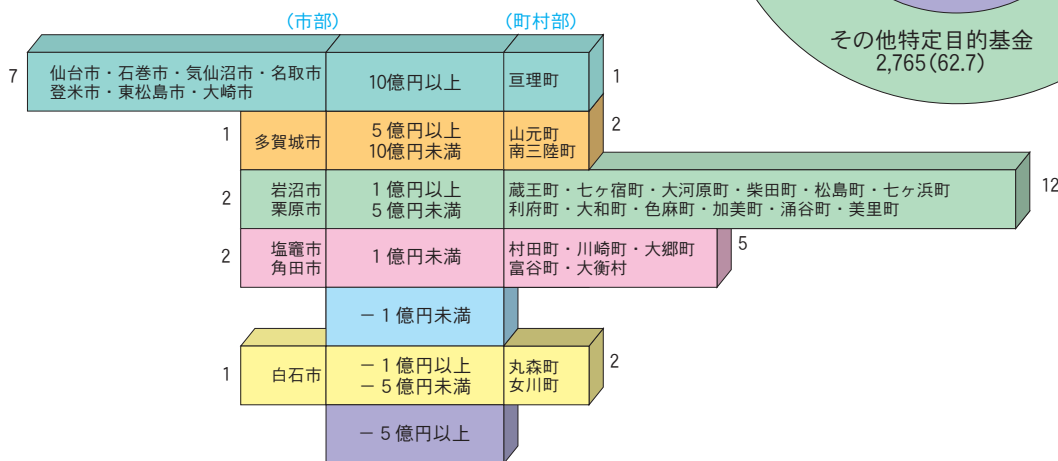 (市部)
(町村部)
その他特定目的基金
2,765(62.7)
7
仙台市・石巻市・気仙沼市・名取市
登米市・東松島市・大崎市
10億円以上
亘理町
1
1
多賀城市
5億円以上
10億円未満
山元町
南三陸町
2
2
岩沼市
栗原市
1億円以上
5億円未満
蔵王町・七ヶ宿町・大河原町・柴田町・松島町・七ヶ浜町
利府町・大和町・色麻町・加美町・涌谷町・美里町
12
2
塩竈市
角田市
1億円未満
村田町・川崎町・大郷町
富谷町・大衡村
5
－1億円未満
1
白石市
－1億円以上
－5億円未満
丸森町
女川町
2
－5億円以上